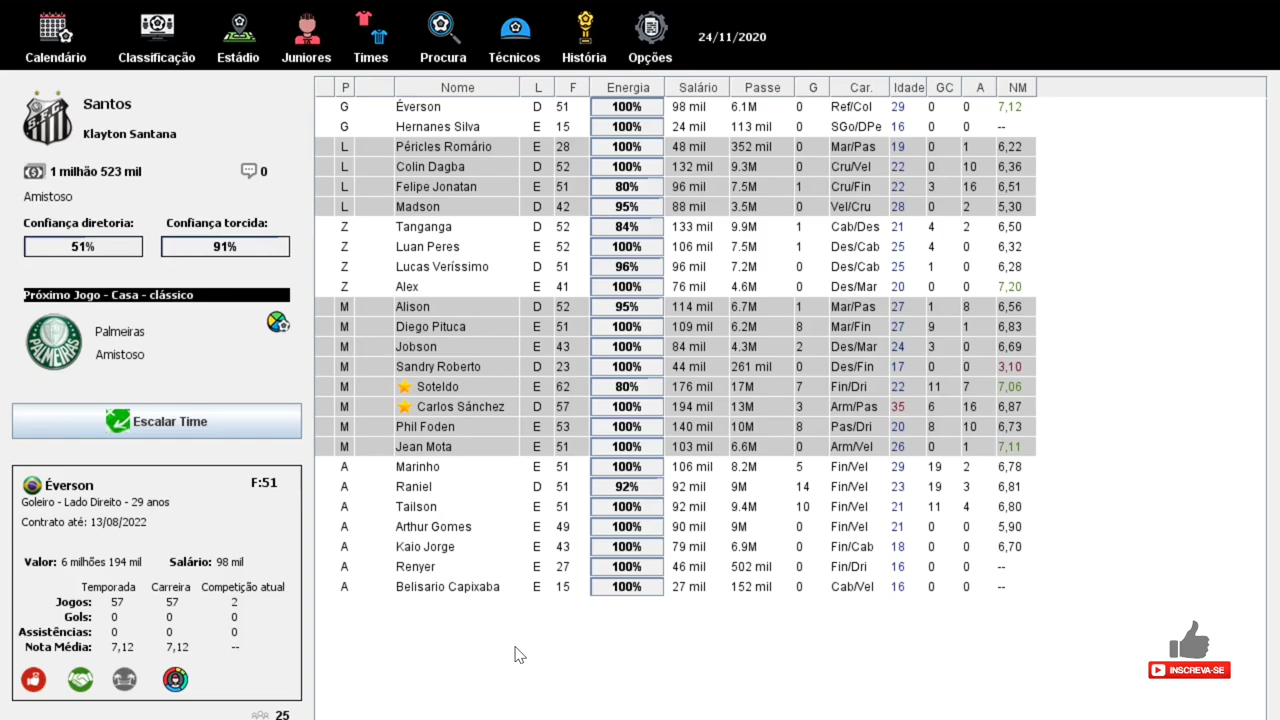 Calendário Classificação Estádio Juniores Times Procura Técnicos História Opções 24/11/2020
Santos
Klayton Santana
1 milhão 523 mil 0
Amistoso
Confiança diretoria: Confiança torcida:
51% 91%
Próximo Jogo - Casa - clássico
Palmeiras
Amistoso
PALMEIRAS
Escalar Time
Éverson F:51
Goleiro - Lado Direito - 29 anos
Contrato até: 13/08/2022
Valor: 6 milhões 194 mil Salário: 98 mil
Temporada Carreira Competição atual
Jogos: 57 57 2
Gols: 0 0 0
Assistências: 0 0 0
Nota Média: 7,12 7,12 --
25
P Nome L F Energia Salário Passe G Car. Idade GC A NM
G Éverson D 51 100% 98 mil 6.1M 0 Ref/Col 29 0 0 7,12
G Hernanes Silva E 15 100% 24 mil 113 mil 0 SGo/DPe 16 0 0 --
L Péricles Romário E 28 100% 48 mil 352 mil 0 Mar/Pas 19 0 1 6,22
L Colin Dagba D 52 100% 132 mil 9.3M 0 Cru/Vel 22 0 10 6,36
L Felipe Jonatan E 51 80% 96 mil 7.5M 1 Cru/Fin 22 3 16 6,51
L Madson D 42 95% 88 mil 3.5M 0 Vel/Cru 28 0 2 5,30
Z Tanganga D 52 84% 133 mil 9.9M 1 Cab/Des 21 4 2 6,50
Z Luan Peres E 52 100% 106 mil 7.5M 1 Des/Cab 25 4 0 6,32
Z Lucas Veríssimo D 51 96% 96 mil 7.2M 0 Des/Cab 25 1 0 6,28
Z Alex E 41 100% 76 mil 4.6M 0 Des/Mar 20 0 0 7,20
M Alison D 52 95% 114 mil 6.7M 1 Mar/Pas 27 1 8 6,56
M Diego Pituca E 51 100% 109 mil 6.2M 8 Mar/Fin 27 9 1 6,83
M Jobson E 43 100% 84 mil 4.3M 2 Des/Mar 24 3 0 6,69
M Sandry Roberto D 23 100% 44 mil 261 mil 0 Des/Fin 17 0 0 3,10
M Soteldo E 62 80% 176 mil 17M 7 Fin/Dri 22 11 7 7,06
M Carlos Sánchez D 57 100% 194 mil 13M 3 Arm/Pas 35 6 16 6,87
M Phil Foden E 53 100% 140 mil 10M 8 Pas/Dri 20 8 10 6,73
M Jean Mota E 51 100% 103 mil 6.6M 0 Arm/Vel 26 0 1 7,11
A Marinho E 51 100% 106 mil 8.2M 5 Fin/Vel 29 19 2 6,78
A Raniel D 51 92% 92 mil 9M 14 Fin/Vel 23 19 3 6,81
A Tailson E 51 100% 92 mil 9.4M 10 Fin/Vel 21 11 4 6,80
A Arthur Gomes E 49 100% 90 mil 9M 0 Fin/Vel 21 0 0 5,90
A Kaio Jorge E 43 100% 79 mil 6.9M 0 Fin/Cab 18 0 0 6,70
A Renyer E 27 100% 46 mil 502 mil 0 Fin/Dri 16 0 0 --
A Belisario Capixaba E 15 100% 27 mil 152 mil 0 Cab/Vel 16 0 0 --
INSCREVA-SE